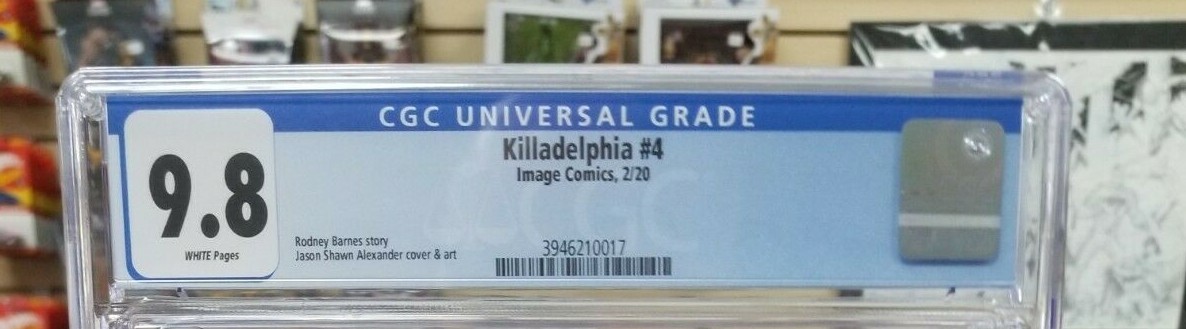 CGC UNIVERSAL GRADE
9.8
WHITE Pages
Killadelphia #4
Image Comics, 2/20
Rodney Barnes story
Jason Shawn Alexander cover & art
3946210017
CGC